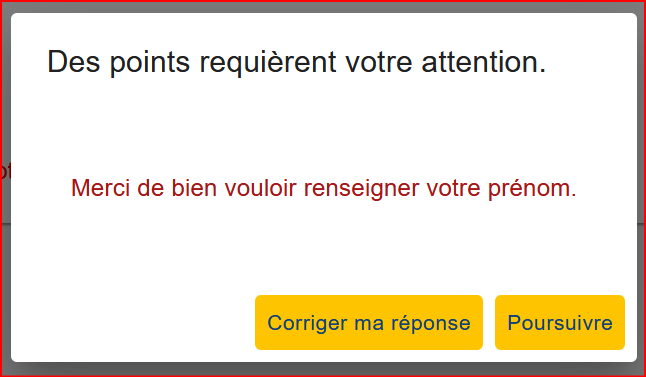 Des points requièrent votre attention.
Merci de bien vouloir renseigner votre prénom.
Corriger ma réponse
Poursuivre